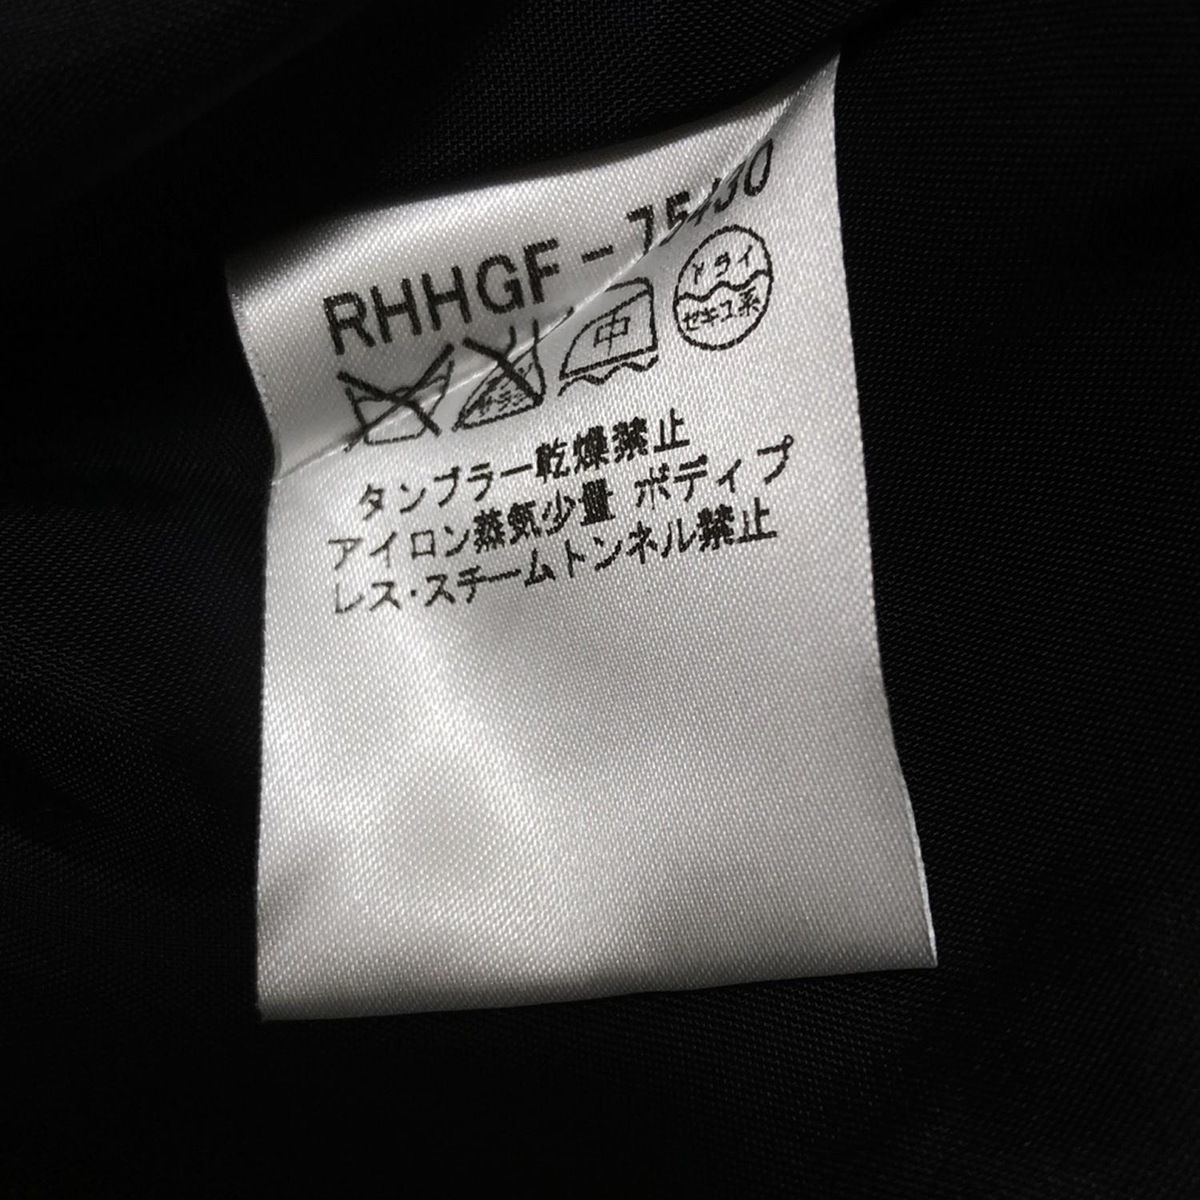 RHHGF-
中
ドライ
セキユ系
タンブラー乾燥禁止
アイロン蒸気少量 ボディプ
レス・スチームトンネル禁止